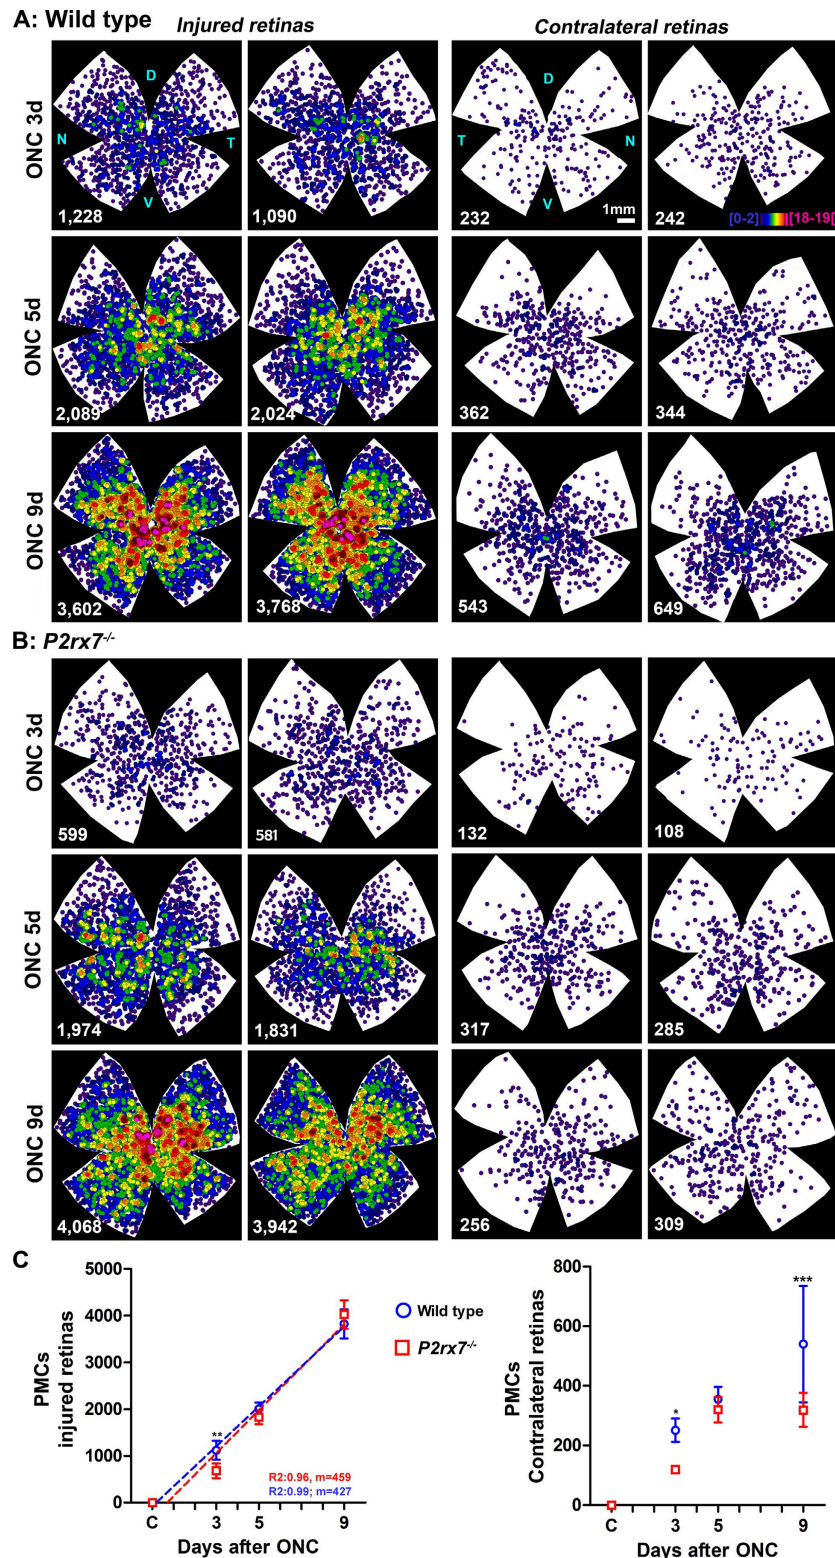 A: Wild type
Injured retinas
Contralateral retinas
ONC 3d
D
N
T
V
1,228
1,090
D
T
N
V
1mm
232
242
[0-2[
[18-19[
ONC 5d
2,089
2,024
362
344
ONC 9d
3,602
3,768
543
649
B: P2rx7-/-
ONC 3d
599
581
132
108
ONC 5d
1,974
1,831
317
285
ONC 9d
4,068
3,942
256
309
C
PMCs
injured retinas
5000
4000
3000
2000
1000
0
**
R2:0.96, m=459
R2:0.99; m=427
C 3 5 9
Days after ONC
Wild type
P2rx7-/-
PMCs
Contralateral retinas
800
600
400
200
0
*
***
C 3 5 9
Days after ONC